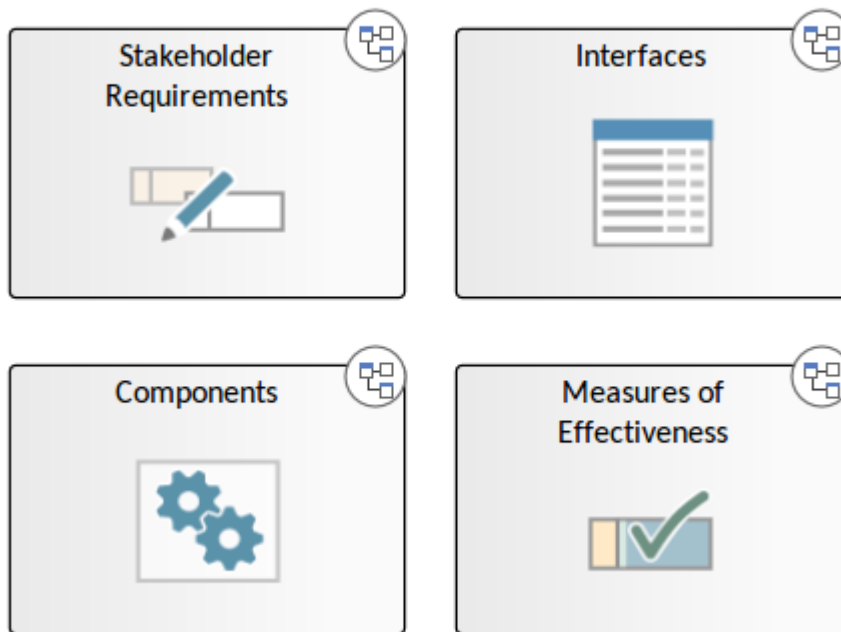 Stakeholder
Requirements
Interfaces
Components
Measures of
Effectiveness